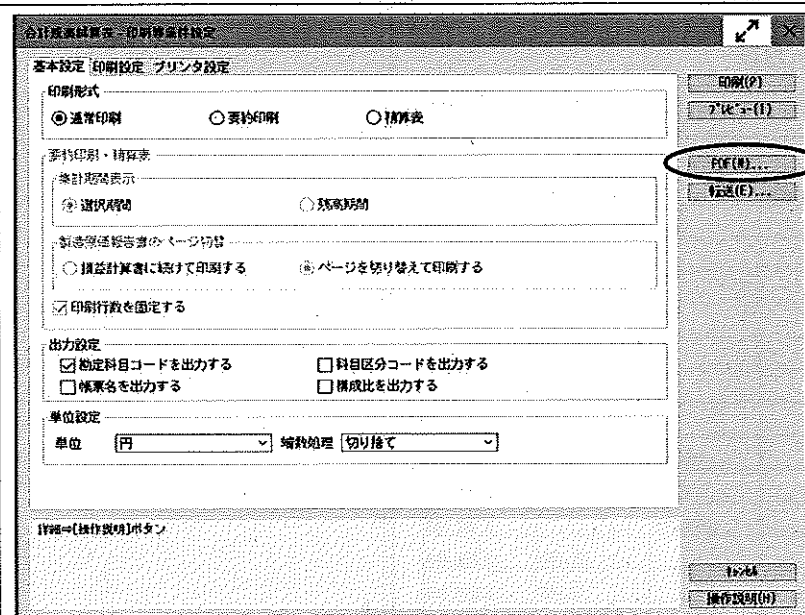 合計残高試算表 - 印刷等条件設定
基本設定 印刷設定 プリンタ設定
印刷形式
通常印刷 要約印刷 精算表
要約印刷・精算表
集計期間表示
選択期間 残高期間
製造原価報告書のページ切替
損益計算書に続けて印刷する ページを切り替えて印刷する
印刷行数を固定する
出力設定
勘定科目コードを出力する 科目区分コードを出力する
帳票名を出力する 構成比を出力する
単位設定
単位 円 端数処理 切り捨て
詳細⇒[操作説明]ボタン
印刷(P)
プレビュー(I)
PDF(N)...
転送(E)...
キャンセル
操作説明(H)